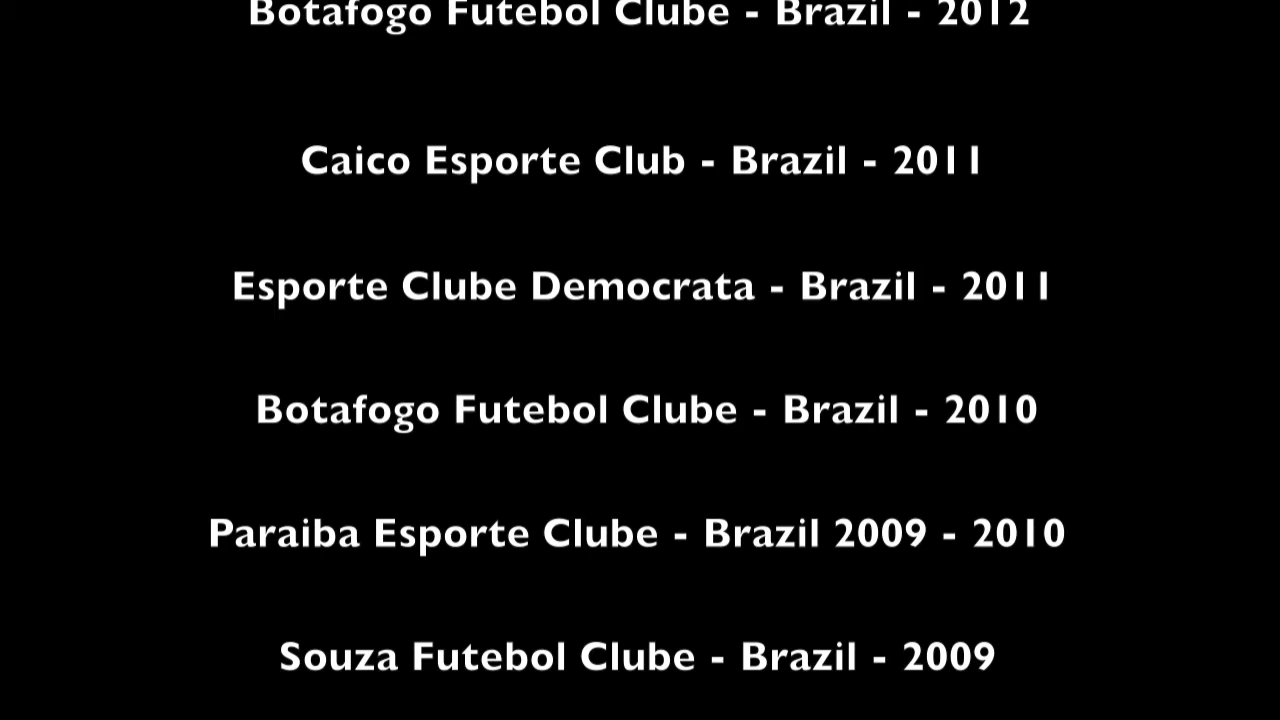 Botafogo Futebol Clube - Brazil - 2012
Caico Esporte Club - Brazil - 2011
Esporte Clube Democrata - Brazil - 2011
Botafogo Futebol Clube - Brazil - 2010
Paraiba Esporte Clube - Brazil 2009 - 2010
Souza Futebol Clube - Brazil - 2009